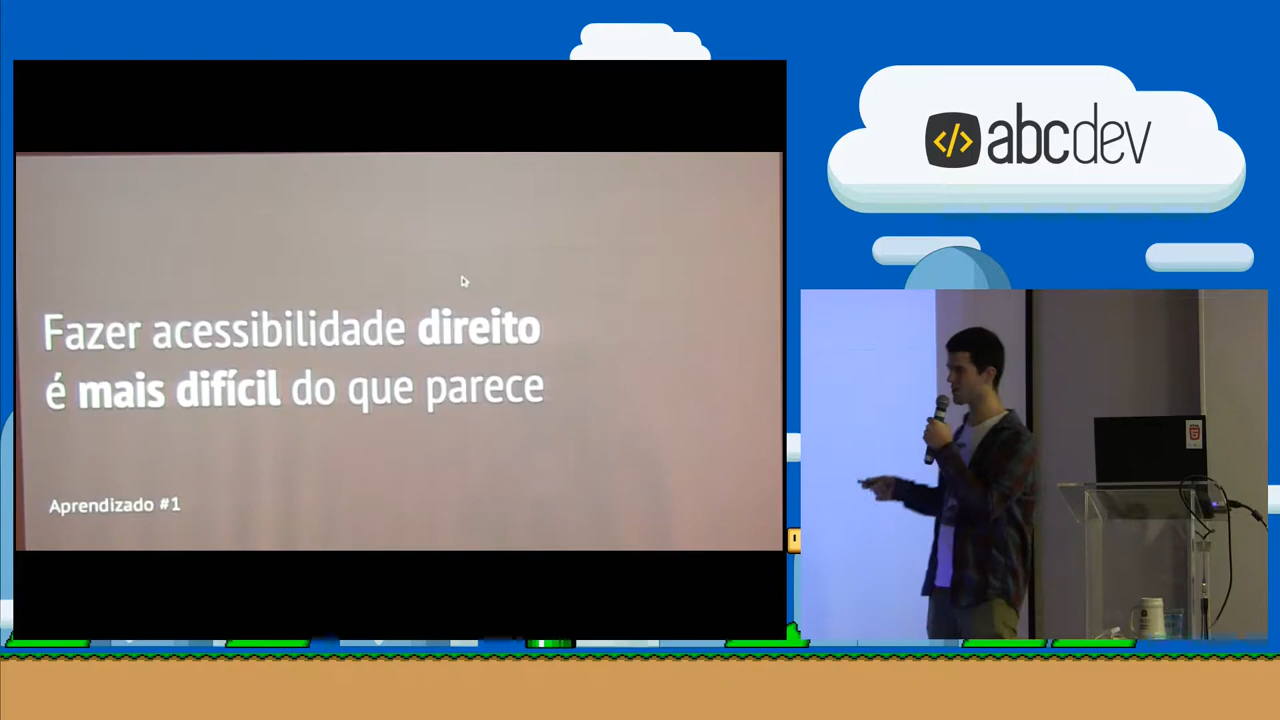 Fazer acessibilidade direito
é mais difícil do que parece
Aprendizado #1
</> abcdev